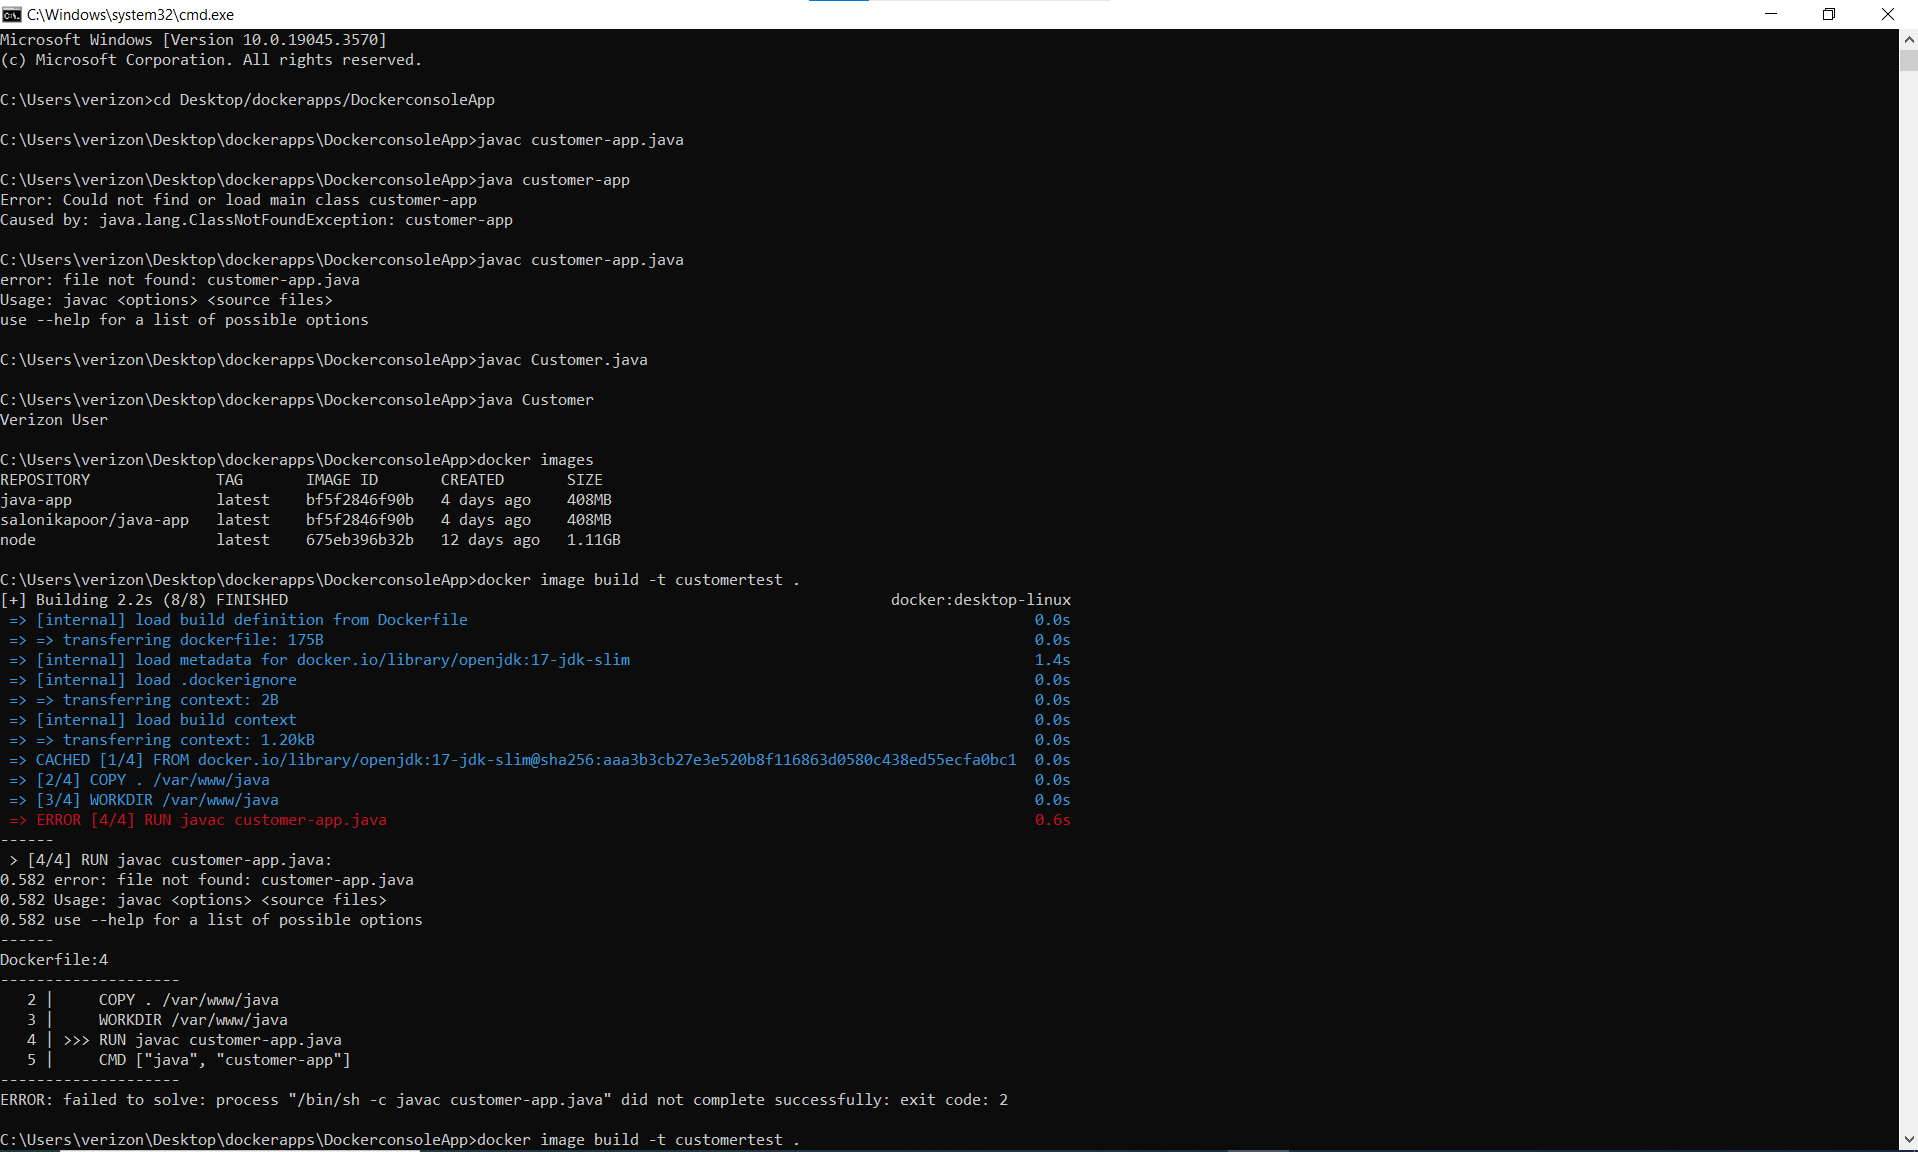 C:\Windows\system32\cmd.exe
Microsoft Windows [Version 10.0.19045.3570]
(c) Microsoft Corporation. All rights reserved.
C:\Users\verizon>cd Desktop/dockerapps/DockerconsoleApp
C:\Users\verizon\Desktop\dockerapps\DockerconsoleApp>javac customer-app.java
C:\Users\verizon\Desktop\dockerapps\DockerconsoleApp>java customer-app
Error: Could not find or load main class customer-app
Caused by: java.lang.ClassNotFoundException: customer-app
C:\Users\verizon\Desktop\dockerapps\DockerconsoleApp>javac customer-app.java
error: file not found: customer-app.java
Usage: javac <options> <source files>
use --help for a list of possible options
C:\Users\verizon\Desktop\dockerapps\DockerconsoleApp>javac Customer.java
C:\Users\verizon\Desktop\dockerapps\DockerconsoleApp>java Customer
Verizon User
C:\Users\verizon\Desktop\dockerapps\DockerconsoleApp>docker images
REPOSITORY TAG IMAGE ID CREATED SIZE
java-app latest bf5f2846f90b 4 days ago 408MB
salonikapoor/java-app latest bf5f2846f90b 4 days ago 408MB
node latest 675eb396b32b 12 days ago 1.11GB
C:\Users\verizon\Desktop\dockerapps\DockerconsoleApp>docker image build -t customertest .
[+] Building 2.2s (8/8) FINISHED docker:desktop-linux
=> [internal] load build definition from Dockerfile 0.0s
=> => transferring dockerfile: 175B 0.0s
=> [internal] load metadata for docker.io/library/openjdk:17-jdk-slim 1.4s
=> [internal] load .dockerignore 0.0s
=> => transferring context: 2B 0.0s
=> [internal] load build context 0.0s
=> => transferring context: 1.20kB 0.0s
=> CACHED [1/4] FROM docker.io/library/openjdk:17-jdk-slim@sha256:aaa3b3cb27e3e520b8f116863d0580c438ed55ecfa0bc1 0.0s
=> [2/4] COPY . /var/www/java 0.0s
=> [3/4] WORKDIR /var/www/java 0.0s
=> ERROR [4/4] RUN javac customer-app.java 0.6s
------
> [4/4] RUN javac customer-app.java:
0.582 error: file not found: customer-app.java
0.582 Usage: javac <options> <source files>
0.582 use --help for a list of possible options
------
Dockerfile:4
--------------------
2 | COPY . /var/www/java
3 | WORKDIR /var/www/java
4 | >>> RUN javac customer-app.java
5 | CMD ["java", "customer-app"]
--------------------
ERROR: failed to solve: process "/bin/sh -c javac customer-app.java" did not complete successfully: exit code: 2
C:\Users\verizon\Desktop\dockerapps\DockerconsoleApp>docker image build -t customertest .